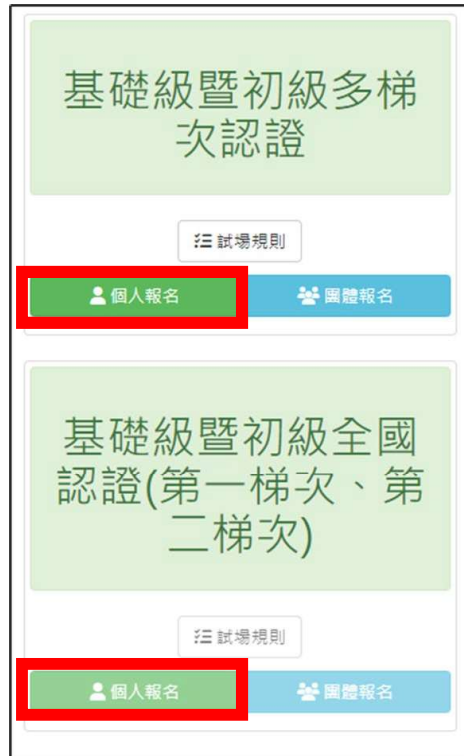 基礎級暨初級多梯
次認證
試場規則
個人報名 團體報名
基礎級暨初級全國
認證(第一梯次、第
二梯次)
試場規則
個人報名 團體報名